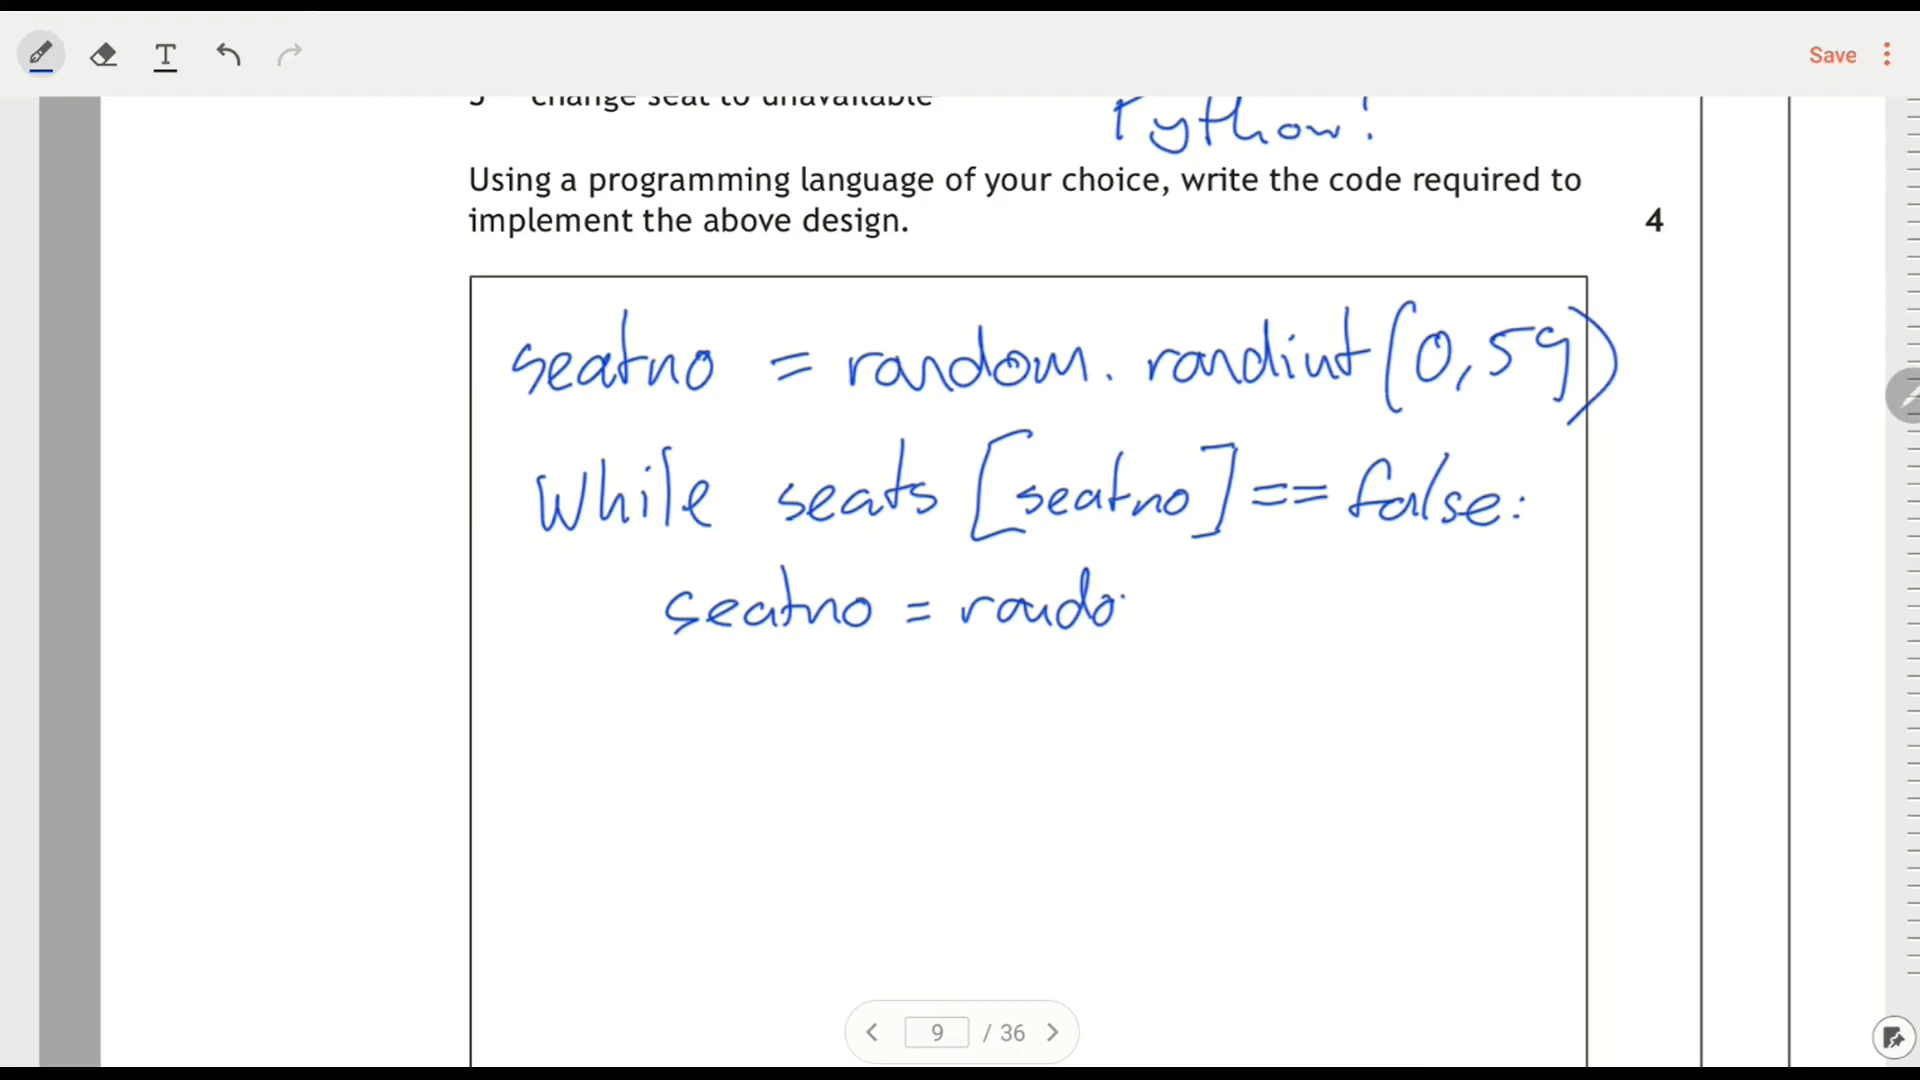 Save
3 change seat to unavailable
Python!
Using a programming language of your choice, write the code required to
implement the above design.
4
seatno = random.randint(0,59)
While seats [seatno] == false:
seatno = rando
9 / 36